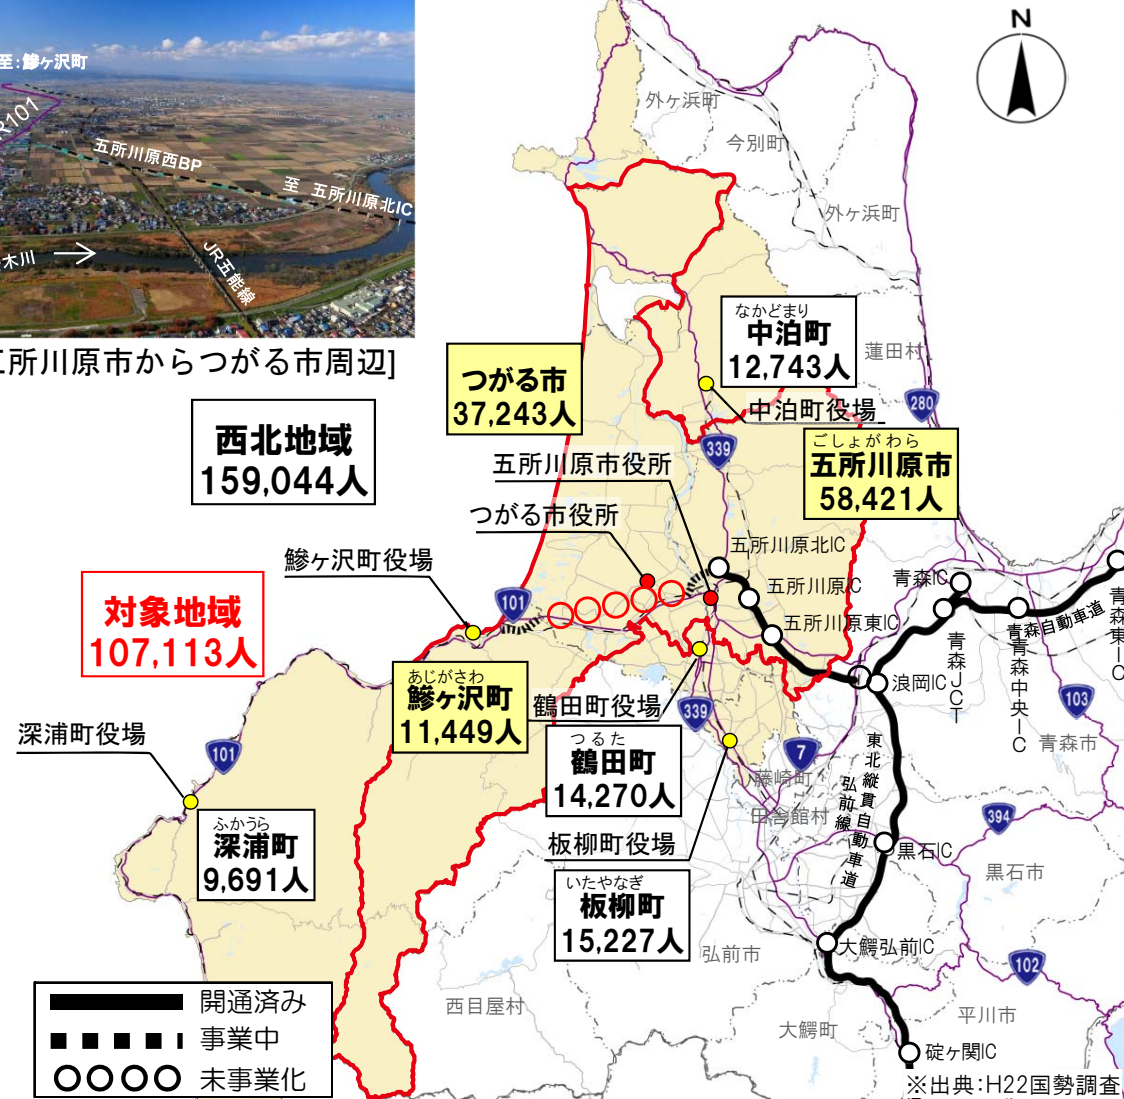 至:鰺ヶ沢町
R101
五所川原西BP
至 五所川原北IC
木川
JR五能線
所川原市からつがる市周辺]
N
外ヶ浜町
今別町
外ヶ浜町
蓬田村
なかどまり
中泊町
12,743人
中泊町役場
つがる市
37,243人
西北地域
159,044人
280
339
ごしょがわら
五所川原市
58,421人
五所川原市役所
つがる市役所
鰺ヶ沢町役場
101
五所川原北IC
五所川原IC
五所川原東IC
青森IC
青森自動車道
青森東IC
青森中央IC
青森JCT
浪岡IC
対象地域
107,113人
あじがさわ
鰺ヶ沢町
11,449人
鶴田町役場
339
つるた
鶴田町
14,270人
7
103
青森市
深浦町役場
101
藤崎町
田舎館村
東北縦貫自動車道
弘前線
394
ふかうら
深浦町
9,691人
板柳町役場
いたやなぎ
板柳町
15,227人
黒石IC
黒石市
弘前市
大鰐弘前IC
102
西目屋村
大鰐町
平川市
碇ヶ関IC
開通済み
事業中
未事業化
※出典:H22国勢調査